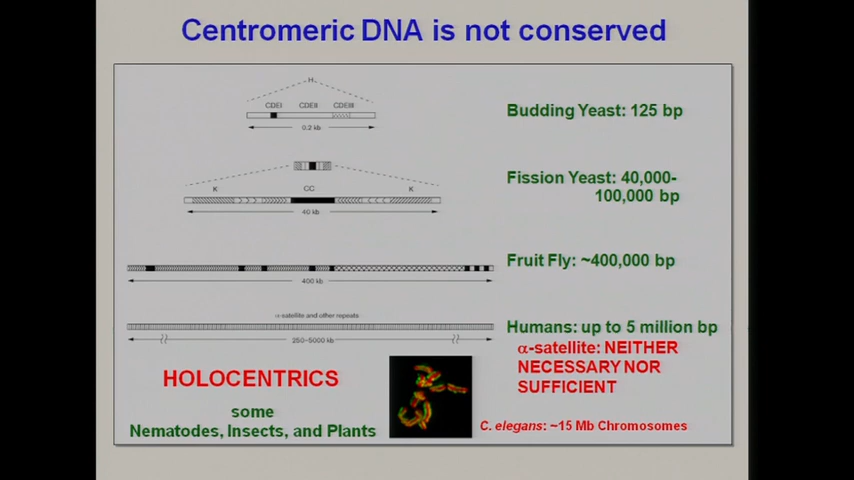 Centromeric DNA is not conserved
H
CDEI CDEII CDEIII
0.2 kb
Budding Yeast: 125 bp
K CC K
40 kb
Fission Yeast: 40,000-
100,000 bp
400 kb
Fruit Fly: ~400,000 bp
α-satellite and other repeats
250-5000 kb
Humans: up to 5 million bp
α-satellite: NEITHER
NECESSARY NOR
SUFFICIENT
HOLOCENTRICS
some
Nematodes, Insects, and Plants
C. elegans: ~15 Mb Chromosomes